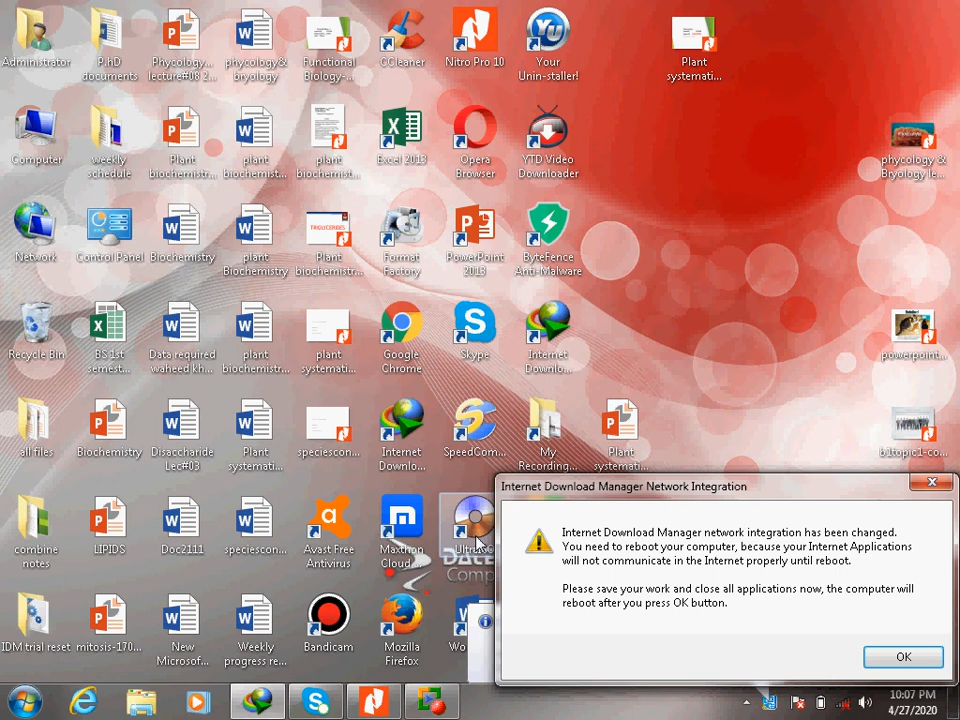 Administrator
P.hD documents
Phycology... lecture#08 2...
phycology& bryology
Functional Biology-...
CCleaner
Nitro Pro 10
Your Unin-staller!
Plant systemati...
Computer
weekly schedule
Plant biochemistr...
plant biochemist...
plant biochemist...
Excel 2013
Opera Browser
YTD Video Downloader
phycology & Bryology le...
Network
Control Panel
Biochemistry
plant Biochemistry
TRIGLYCERIDES
Plant biochemistr...
Format Factory
PowerPoint 2013
ByteFence Anti-Malware
Recycle Bin
BS 1st semest...
Data required waheed kh...
plant biochemistr...
plant systemati...
Google Chrome
Skype
Internet Downlo...
powerpoint...
all files
Biochemistry
Disaccharide Lec#03
Plant systemati...
speciescon...
Internet Downlo...
SpeedCom...
My Recording...
Plant systemati...
b1topic1-co...
combine notes
LIPIDS
Doc2111
speciescon...
Avast Free Antivirus
Maxthon Cloud...
IDM trial reset
mitosis-170...
New Microsof...
Weekly progress re...
Bandicam
Mozilla Firefox
Internet Download Manager Network Integration
Internet Download Manager network integration has been changed.
You need to reboot your computer, because your Internet Applications
will not communicate in the Internet properly until reboot.
Please save your work and close all applications now, the computer will
reboot after you press OK button.
OK
10:07 PM
4/27/2020